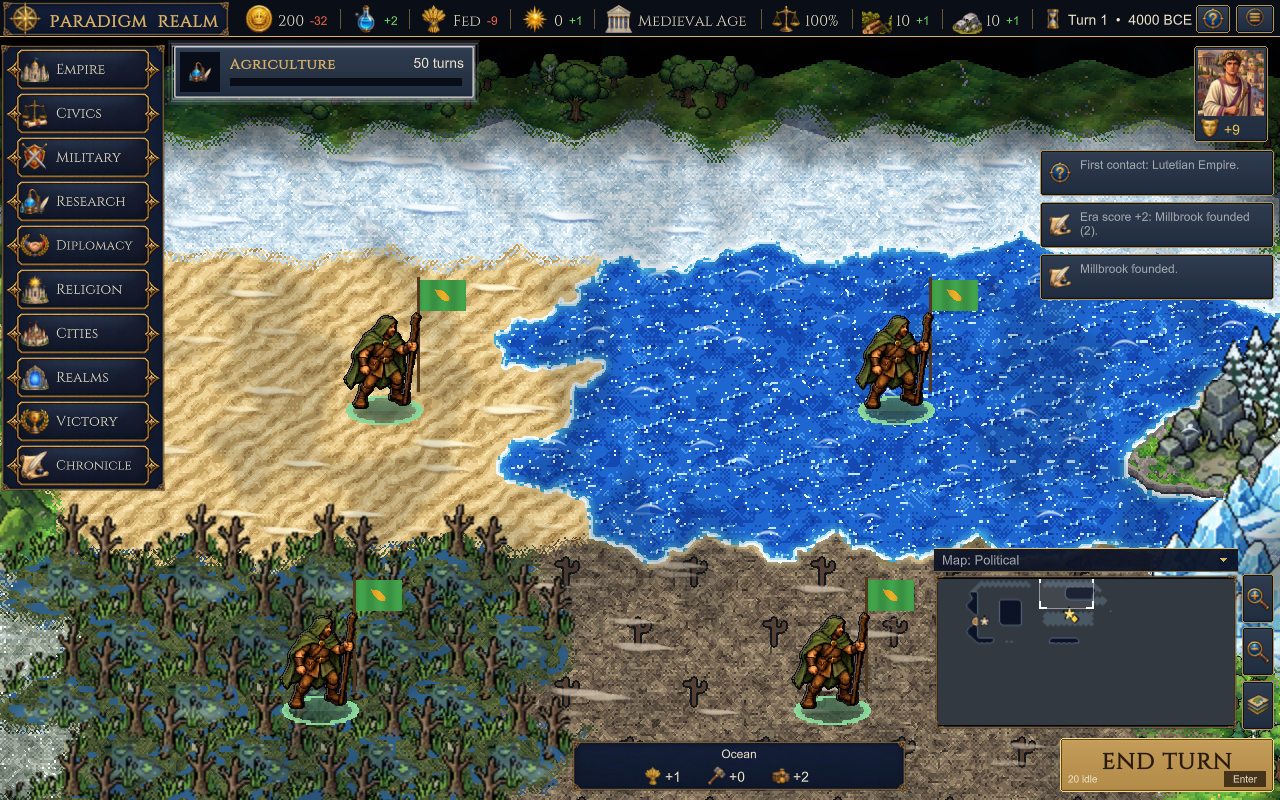 PARADIGM REALM
200 -32
+2
FED -9
0 +1
MEDIEVAL AGE
100%
10 +1
10 +1
Turn 1 • 4000 BCE
EMPIRE
CIVICS
MILITARY
RESEARCH
DIPLOMACY
RELIGION
CITIES
REALMS
VICTORY
CHRONICLE
AGRICULTURE
50 turns
+9
First contact: Lutetian Empire.
Era score +2: Millbrook founded
(2).
Millbrook founded.
Map: Political
Ocean
+1 +0 +2
END TURN
20 idle
Enter